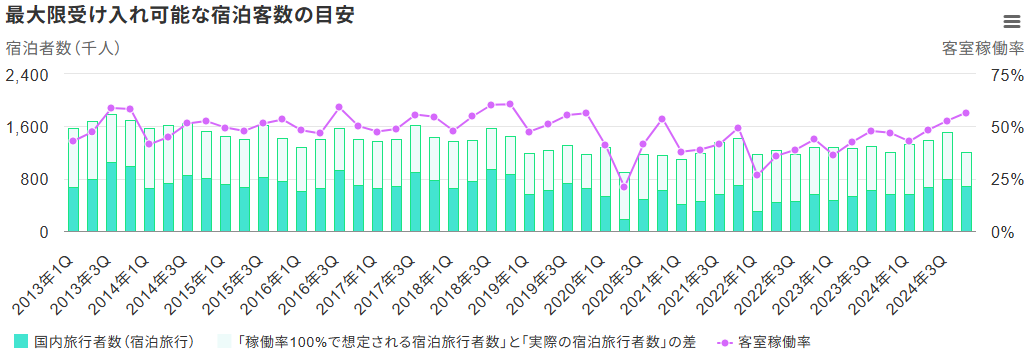 最大限受け入れ可能な宿泊客数の目安
宿泊者数（千人）
客室稼働率
2,400
75%
1,600
50%
800
25%
0
0%
2013年1Q
2013年3Q
2014年1Q
2014年3Q
2015年1Q
2015年3Q
2016年1Q
2016年3Q
2017年1Q
2017年3Q
2018年1Q
2018年3Q
2019年1Q
2019年3Q
2020年1Q
2020年3Q
2021年1Q
2021年3Q
2022年1Q
2022年3Q
2023年1Q
2023年3Q
2024年1Q
2024年3Q
国内旅行者数（宿泊旅行） 「稼働率100%で想定される宿泊旅行者数」と「実際の宿泊旅行者数」の差 客室稼働率